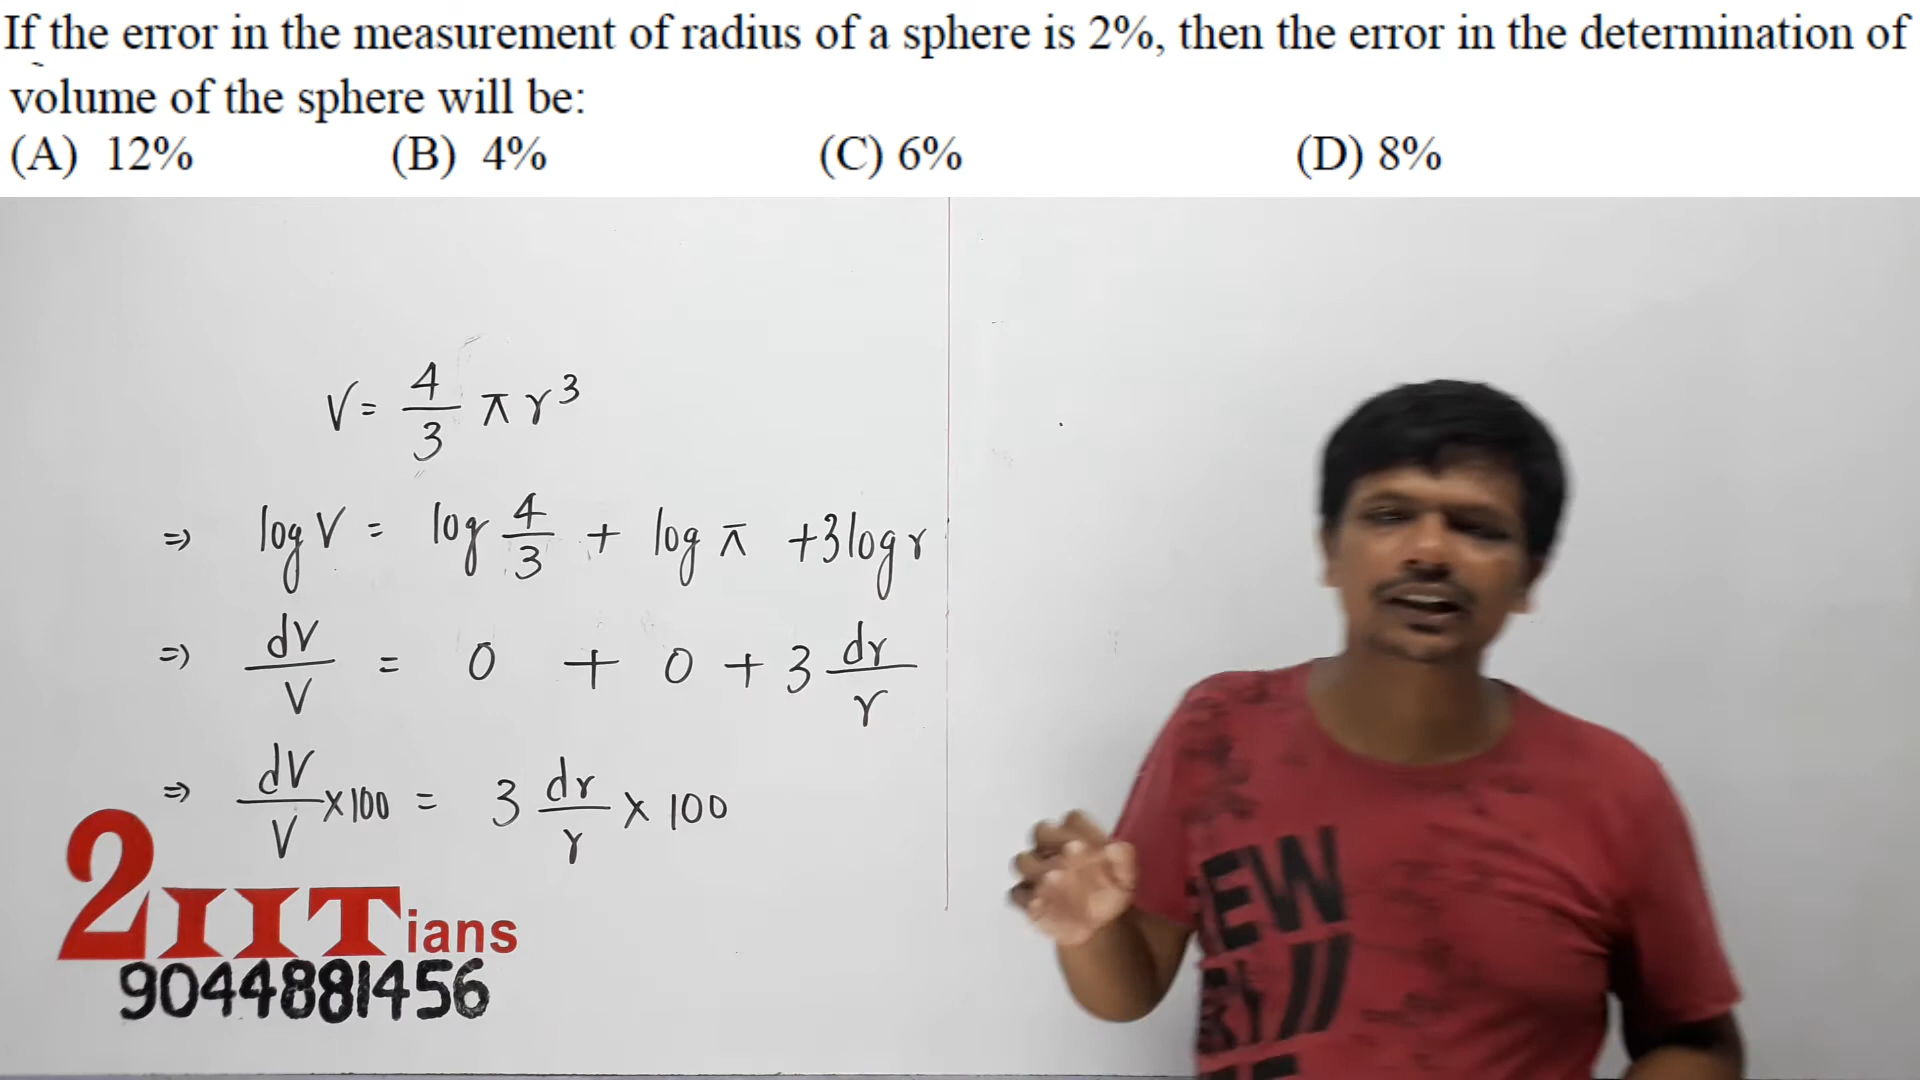 If the error in the measurement of radius of a sphere is 2%, then the error in the determination of
volume of the sphere will be:
(A) 12% (B) 4% (C) 6% (D) 8%
V = 4/3 π r³
⇒ log V = log 4/3 + log π + 3 log r
⇒ dV/V = 0 + 0 + 3 dr/r
⇒ dV/V × 100 = 3 dr/r × 100
2IITians
9044881456
EW